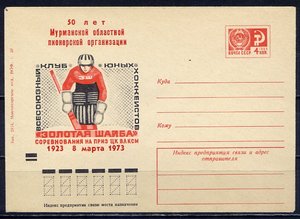 50 лет
Мурманской областной
пионерской организации
ВСЕСОЮЗНЫЙ КЛУБ ЮНЫХ ХОККЕИСТОВ
"ЗОЛОТАЯ ШАЙБА"
СОРЕВНОВАНИЯ НА ПРИЗ ЦК ВЛКСМ
1923 8 марта 1973
ПОЧТА СССР
4 коп.
Куда
Кому
Индекс предприятия связи и адрес
отправителя
Индекс предприятия связи места назначения